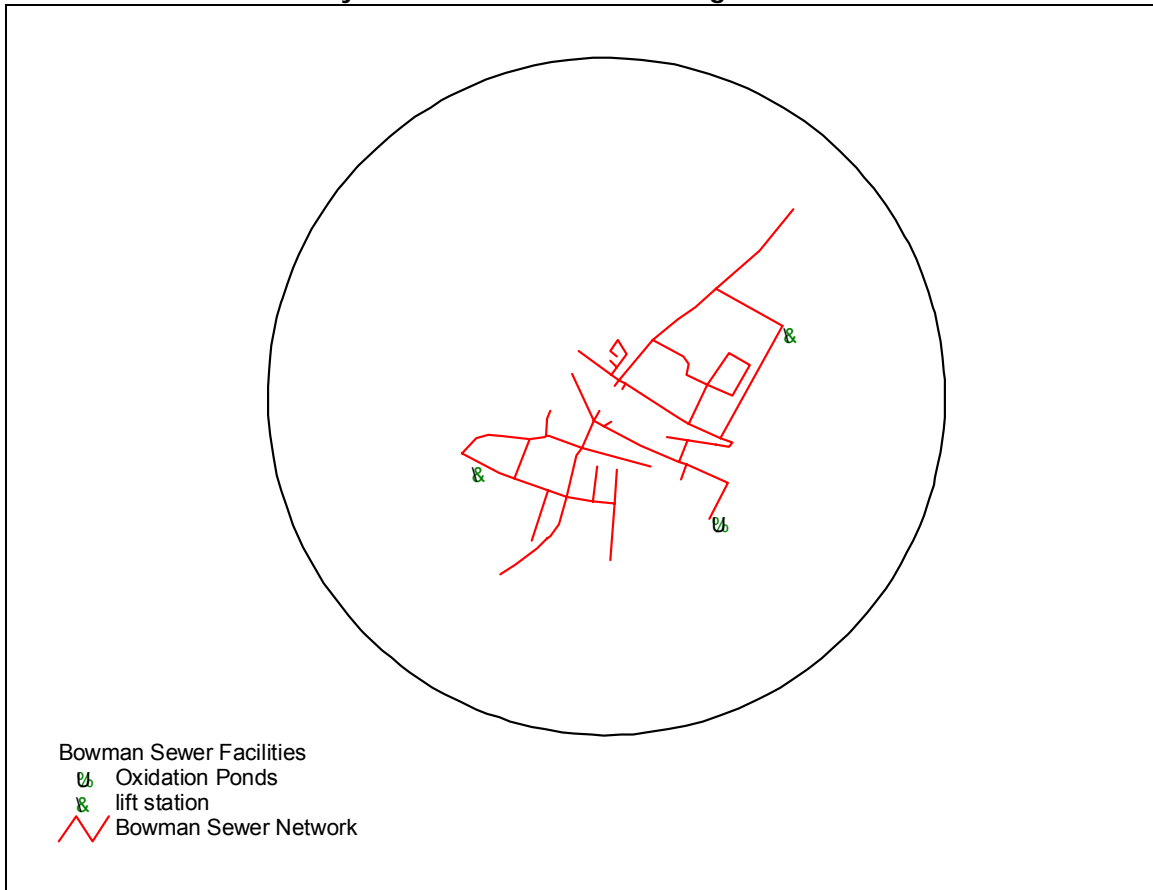 Bowman Sewer Facilities
Oxidation Ponds
lift station
Bowman Sewer Network